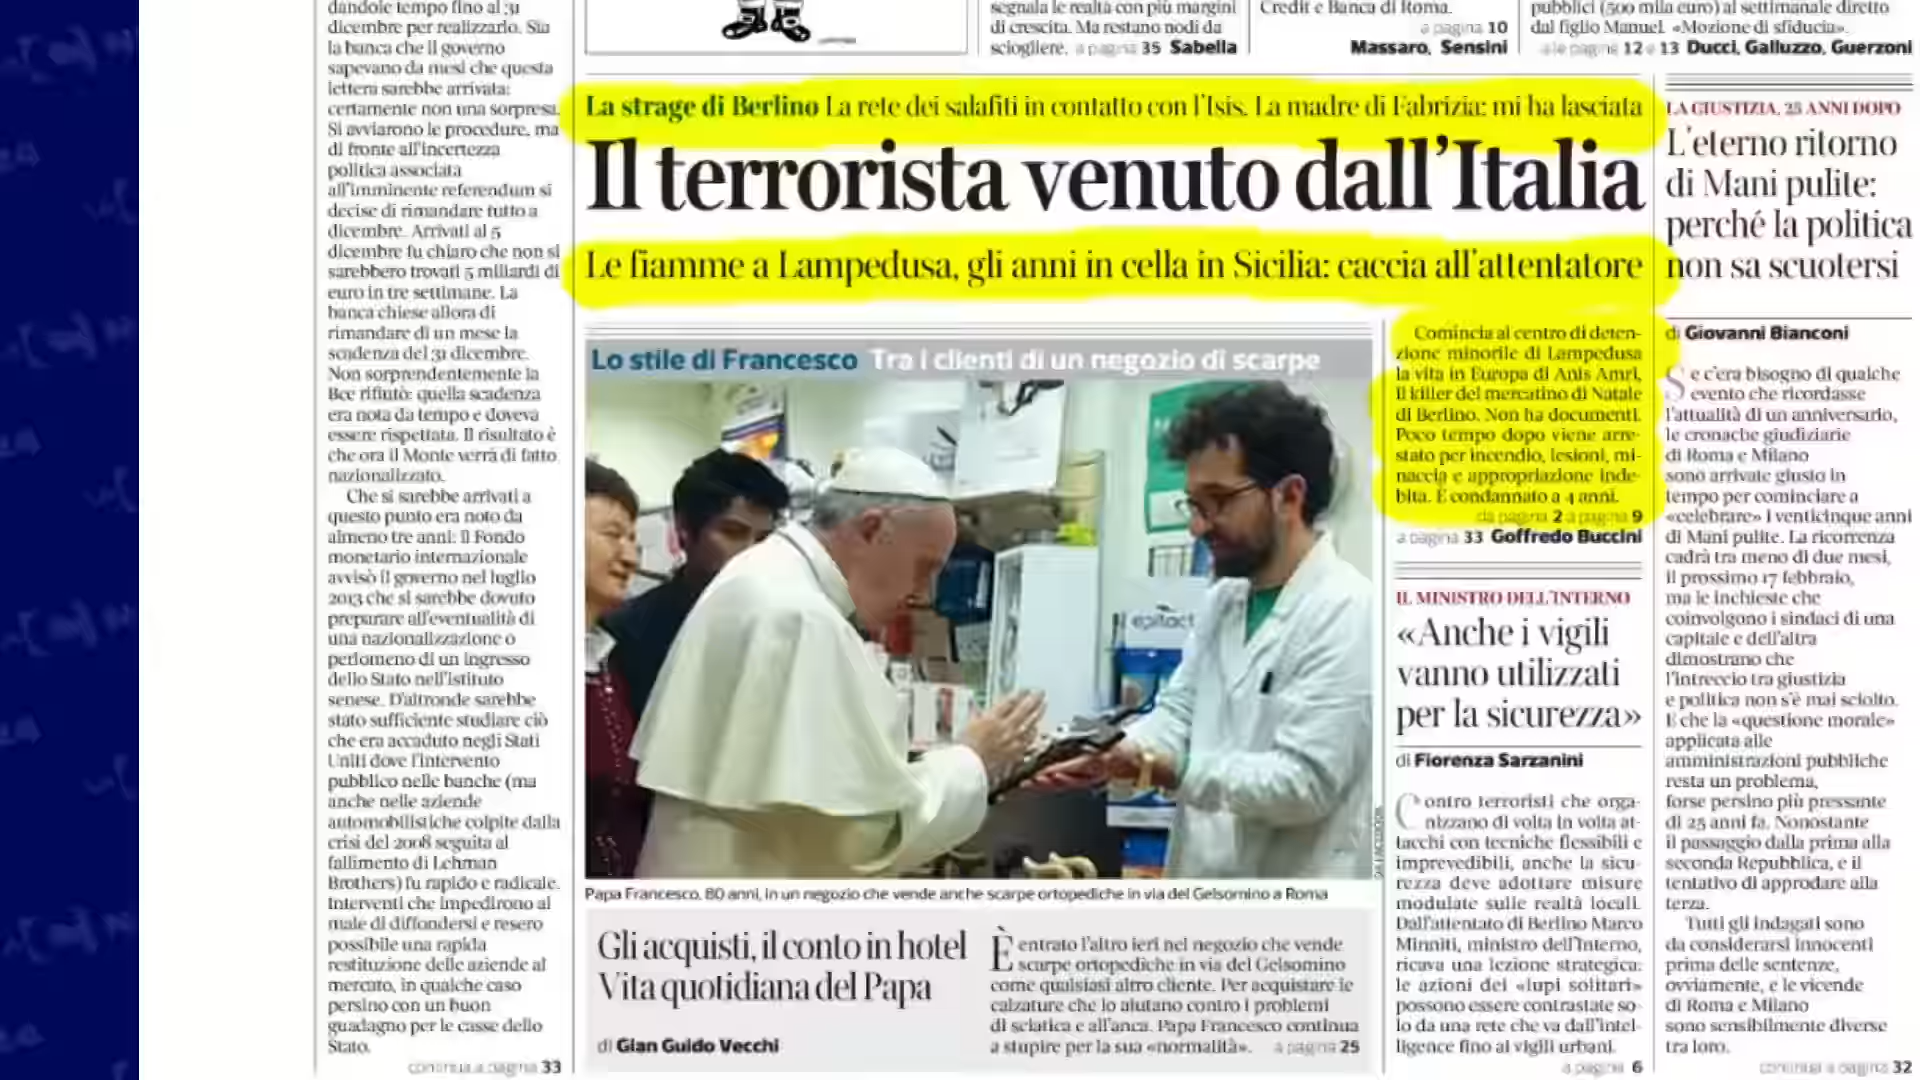 dandole tempo fino al 31
dicembre per realizzarlo. Sia
la banca che il governo
sapevano da mesi che questa
lettera sarebbe arrivata:
certamente non una sorpresa.
Si avviarono le procedure, ma
di fronte all'incertezza
politica associata
all'imminente referendum si
decise di rimandare tutto a
dicembre. Arrivati al 5
dicembre fu chiaro che non si
sarebbero trovati 5 miliardi di
euro in tre settimane. La
banca chiese allora di
rimandare di un mese la
scadenza del 31 dicembre.
Non sorprendentemente la
Bce rifiutò: quella scadenza
era nota da tempo e doveva
essere rispettata. Il risultato è
che ora il Monte verrà di fatto
nazionalizzato.
Che si sarebbe arrivati a
questo punto era noto da
almeno tre anni: il Fondo
monetario internazionale
avvisò il governo nel luglio
2013 che si sarebbe dovuto
preparare all'eventualità di
una nazionalizzazione o
perlomeno di un ingresso
dello Stato nell'istituto
senese. D'altronde sarebbe
stato sufficiente studiare ciò
che era accaduto negli Stati
Uniti dove l'intervento
pubblico nelle banche (ma
anche nelle aziende
automobilistiche colpite dalla
crisi del 2008 seguita al
fallimento di Lehman
Brothers) fu rapido e radicale.
Interventi che impedirono al
male di diffondersi e resero
possibile una rapida
restituzione delle aziende al
mercato, in qualche caso
persino con un buon
guadagno per le casse dello
Stato.
continua a pagina 33
segnala le realtà con più margini
di crescita. Ma restano nodi da
sciogliere. a pagina 35 Sabella
Credit e Banca di Roma.
a pagina 10
Massaro, Sensini
pubblici (500 mila euro) al settimanale diretto
dal figlio Manuel. «Mozione di sfiducia».
alle pagine 12 e 13 Ducci, Galluzzo, Guerzoni
La strage di Berlino La rete dei salafiti in contatto con l'Isis. La madre di Fabrizia: mi ha lasciata
Il terrorista venuto dall'Italia
Le fiamme a Lampedusa, gli anni in cella in Sicilia: caccia all'attentatore
Lo stile di Francesco Tra i clienti di un negozio di scarpe
epitact
Papa Francesco, 80 anni, in un negozio che vende anche scarpe ortopediche in via del Gelsomino a Roma
Gli acquisti, il conto in hotel
Vita quotidiana del Papa
di Gian Guido Vecchi
È entrato l'altro ieri nel negozio che vende
scarpe ortopediche in via del Gelsomino
come qualsiasi altro cliente. Per acquistare le
calzature che lo aiutano contro i problemi
di sciatica e all'anca. Papa Francesco continua
a stupire per la sua «normalità». a pagina 25
Comincia al centro di deten-
zione minorile di Lampedusa
la vita in Europa di Anis Amri,
il killer del mercatino di Natale
di Berlino. Non ha documenti.
Poco tempo dopo viene arre-
stato per incendio, lesioni, mi-
naccia e appropriazione inde-
bita. È condannato a 4 anni.
da pagina 2 a pagina 9
a pagina 33 Goffredo Buccini
IL MINISTRO DELL'INTERNO
«Anche i vigili
vanno utilizzati
per la sicurezza»
di Fiorenza Sarzanini
Contro terroristi che orga-
nizzano di volta in volta at-
tacchi con tecniche flessibili e
imprevedibili, anche la sicu-
rezza deve adottare misure
modulate sulle realtà locali.
Dall'attentato di Berlino Marco
Minniti, ministro dell'Interno,
ricava una lezione strategica:
le azioni dei «lupi solitari»
possono essere contrastate so-
lo da una rete che va dall'intel-
ligence fino ai vigili urbani.
a pagina 6
LA GIUSTIZIA, 25 ANNI DOPO
L'eterno ritorno
di Mani pulite:
perché la politica
non sa scuotersi
di Giovanni Bianconi
Se c'era bisogno di qualche
evento che ricordasse
l'attualità di un anniversario,
le cronache giudiziarie
di Roma e Milano
sono arrivate giusto in
tempo per cominciare a
«celebrare» i venticinque anni
di Mani pulite. La ricorrenza
cadrà tra meno di due mesi,
il prossimo 17 febbraio,
ma le inchieste che
coinvolgono i sindaci di una
capitale e dell'altra
dimostrano che
l'intreccio tra giustizia
e politica non s'è mai sciolto.
E che la «questione morale»
applicata alle
amministrazioni pubbliche
resta un problema,
forse persino più pressante
di 25 anni fa. Nonostante
il passaggio dalla prima alla
seconda Repubblica, e il
tentativo di approdare alla
terza.
Tutti gli indagati sono
da considerarsi innocenti
prima delle sentenze,
ovviamente, e le vicende
di Roma e Milano
sono sensibilmente diverse
tra loro.
continua a pagina 32